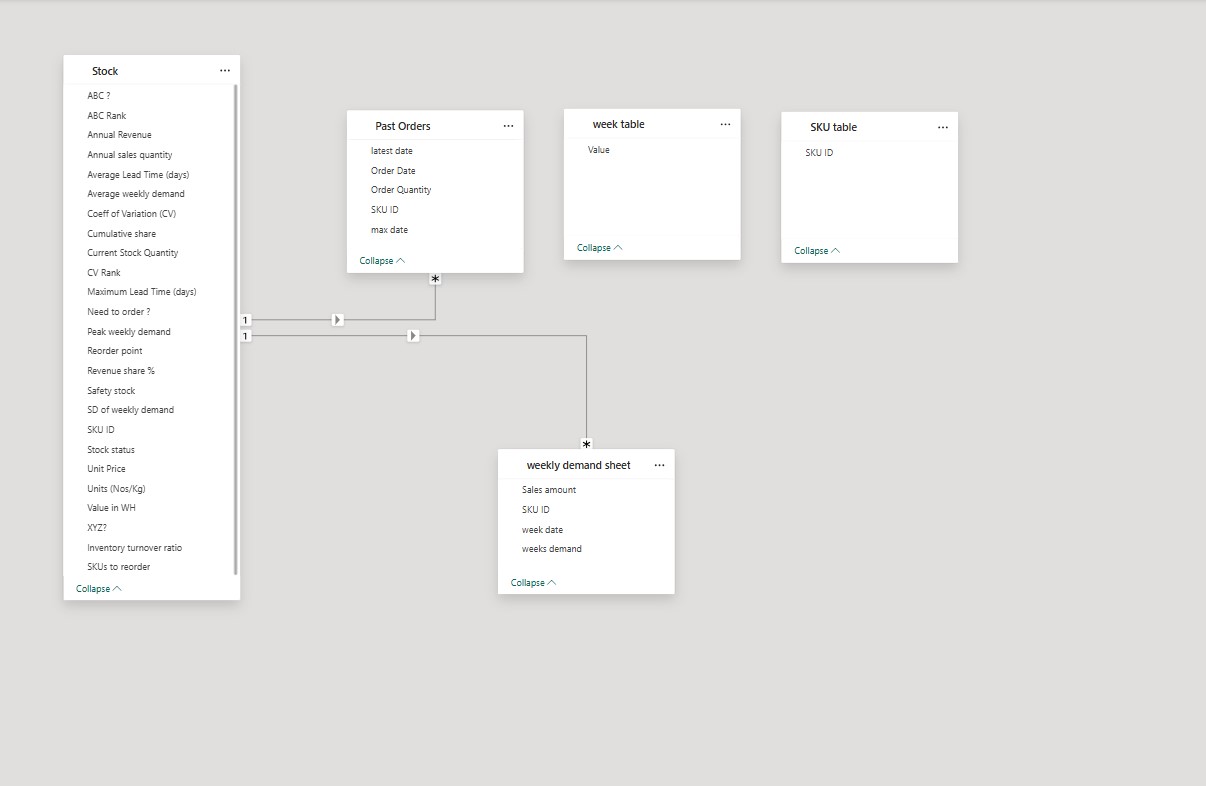 Stock
ABC ?
ABC Rank
Annual Revenue
Annual sales quantity
Average Lead Time (days)
Average weekly demand
Coeff of Variation (CV)
Cumulative share
Current Stock Quantity
CV Rank
Maximum Lead Time (days)
Need to order ?
Peak weekly demand
Reorder point
Revenue share %
Safety stock
SD of weekly demand
SKU ID
Stock status
Unit Price
Units (Nos/Kg)
Value in WH
XYZ?
Inventory turnover ratio
SKUs to reorder
Collapse
Past Orders
latest date
Order Date
Order Quantity
SKU ID
max date
Collapse
week table
Value
Collapse
SKU table
SKU ID
Collapse
*
1
1
*
weekly demand sheet
Sales amount
SKU ID
week date
weeks demand
Collapse